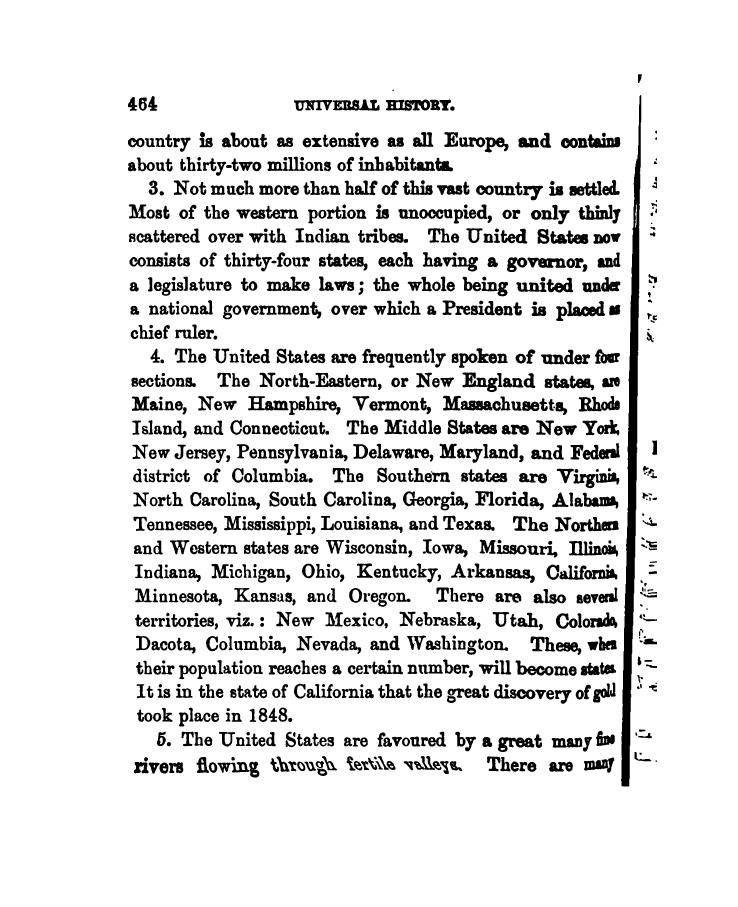 464 UNIVERSAL HISTORY.
country is about as extensive as all Europe, and contains
about thirty-two millions of inhabitants.
3. Not much more than half of this vast country is settled.
Most of the western portion is unoccupied, or only thinly
scattered over with Indian tribes. The United States now
consists of thirty-four states, each having a governor, and
a legislature to make laws; the whole being united under
a national government, over which a President is placed as
chief ruler.
4. The United States are frequently spoken of under four
sections. The North-Eastern, or New England states, are
Maine, New Hampshire, Vermont, Massachusetts, Rhode
Island, and Connecticut. The Middle States are New York,
New Jersey, Pennsylvania, Delaware, Maryland, and Federal
district of Columbia. The Southern states are Virginia,
North Carolina, South Carolina, Georgia, Florida, Alabama,
Tennessee, Mississippi, Louisiana, and Texas. The Northern
and Western states are Wisconsin, Iowa, Missouri, Illinois,
Indiana, Michigan, Ohio, Kentucky, Arkansas, California,
Minnesota, Kansas, and Oregon. There are also several
territories, viz.: New Mexico, Nebraska, Utah, Colorado,
Dacota, Columbia, Nevada, and Washington. These, when
their population reaches a certain number, will become states.
It is in the state of California that the great discovery of gold
took place in 1848.
5. The United States are favoured by a great many fine
rivers flowing through fertile valleys. There are many